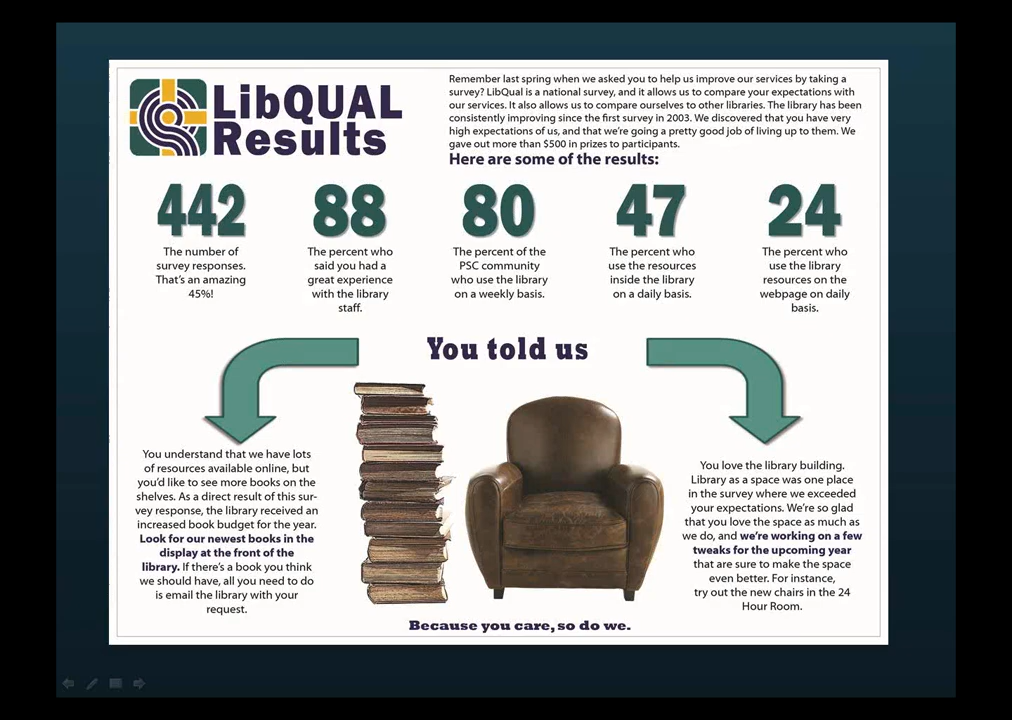 LibQUAL
Results
Remember last spring when we asked you to help us improve our services by taking a
survey? LibQual is a national survey, and it allows us to compare your expectations with
our services. It also allows us to compare ourselves to other libraries. The library has been
consistently improving since the first survey in 2003. We discovered that you have very
high expectations of us, and that we're going a pretty good job of living up to them. We
gave out more than $500 in prizes to participants.
Here are some of the results:
442
The number of
survey responses.
That's an amazing
45%!
88
The percent who
said you had a
great experience
with the library
staff.
80
The percent of the
PSC community
who use the library
on a weekly basis.
47
The percent who
use the resources
inside the library
on a daily basis.
24
The percent who
use the library
resources on the
webpage on daily
basis.
You told us
You understand that we have lots
of resources available online, but
you'd like to see more books on the
shelves. As a direct result of this sur-
vey response, the library received an
increased book budget for the year.
Look for our newest books in the
display at the front of the
library. If there's a book you think
we should have, all you need to do
is email the library with your
request.
You love the library building.
Library as a space was one place
in the survey where we exceeded
your expectations. We're so glad
that you love the space as much as
we do, and we're working on a few
tweaks for the upcoming year
that are sure to make the space
even better. For instance,
try out the new chairs in the 24
Hour Room.
Because you care, so do we.